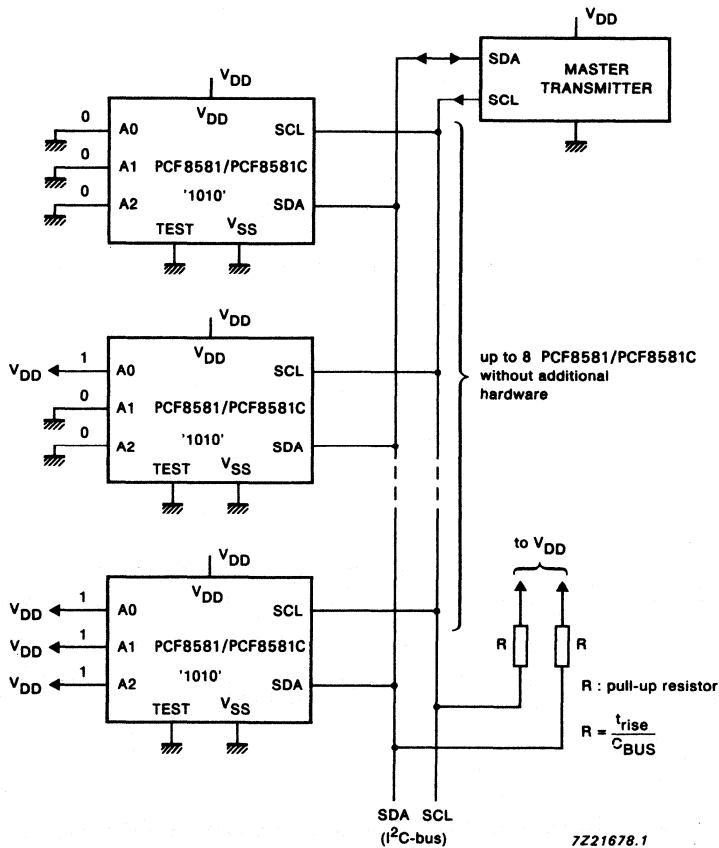 VDD
SDA
MASTER
TRANSMITTER
SCL
VDD
VDD
0 A0 SCL
0 A1 PCF8581/PCF8581C
'1010'
0 A2 SDA
TEST VSS
VDD
VDD
VDD 1 A0 SCL
0 A1 PCF8581/PCF8581C
'1010'
0 A2 SDA
TEST VSS
up to 8 PCF8581/PCF8581C
without additional
hardware
VDD
VDD
VDD 1 A0 SCL
VDD 1 A1 PCF8581/PCF8581C
'1010'
VDD 1 A2 SDA
TEST VSS
to VDD
R R
R : pull-up resistor
R = trise
CBUS
SDA SCL
(I²C-bus)
7Z21678.1